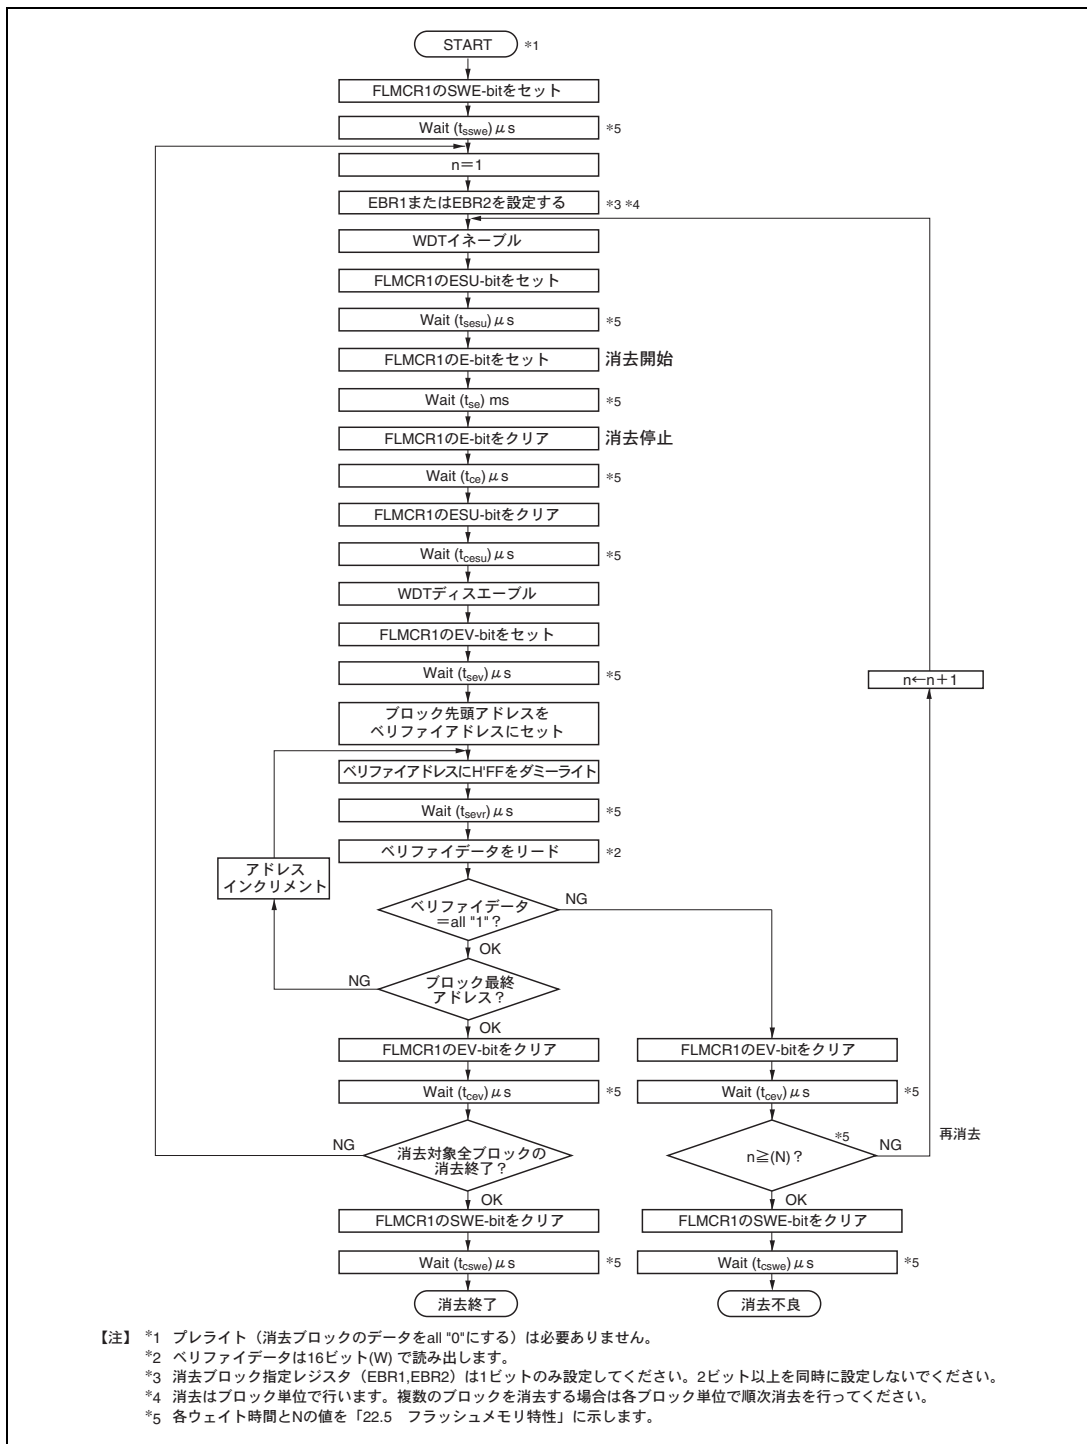 START *1
FLMCR1のSWE-bitをセット
Wait (tsswe) μs *5
n＝1
EBR1またはEBR2を設定する *3 *4
WDTイネーブル
FLMCR1のESU-bitをセット
Wait (tsesu) μs *5
FLMCR1のE-bitをセット 消去開始
Wait (tse) ms *5
FLMCR1のE-bitをクリア 消去停止
Wait (tce) μs *5
FLMCR1のESU-bitをクリア
Wait (tcesu) μs *5
WDTディスエーブル
FLMCR1のEV-bitをセット
Wait (tsev) μs *5
n←n＋1
ブロック先頭アドレスを
ベリファイアドレスにセット
ベリファイアドレスにH'FFをダミーライト
Wait (tsevr) μs *5
ベリファイデータをリード *2
アドレス
インクリメント
ベリファイデータ
＝all "1"？
NG
OK
ブロック最終
アドレス？
NG
OK
FLMCR1のEV-bitをクリア
FLMCR1のEV-bitをクリア
Wait (tcev) μs *5
Wait (tcev) μs *5
消去対象全ブロックの
消去終了？
NG
OK
n≧(N)？ *5
NG
再消去
OK
FLMCR1のSWE-bitをクリア
FLMCR1のSWE-bitをクリア
Wait (tcswe) μs *5
Wait (tcswe) μs *5
消去終了
消去不良
【注】 *1 プレライト（消去ブロックのデータをall "0"にする）は必要ありません。
*2 ベリファイデータは16ビット(W) で読み出します。
*3 消去ブロック指定レジスタ（EBR1,EBR2）は1ビットのみ設定してください。2ビット以上を同時に設定しないでください。
*4 消去はブロック単位で行います。複数のブロックを消去する場合は各ブロック単位で順次消去を行ってください。
*5 各ウェイト時間とNの値を「22.5 フラッシュメモリ特性」に示します。